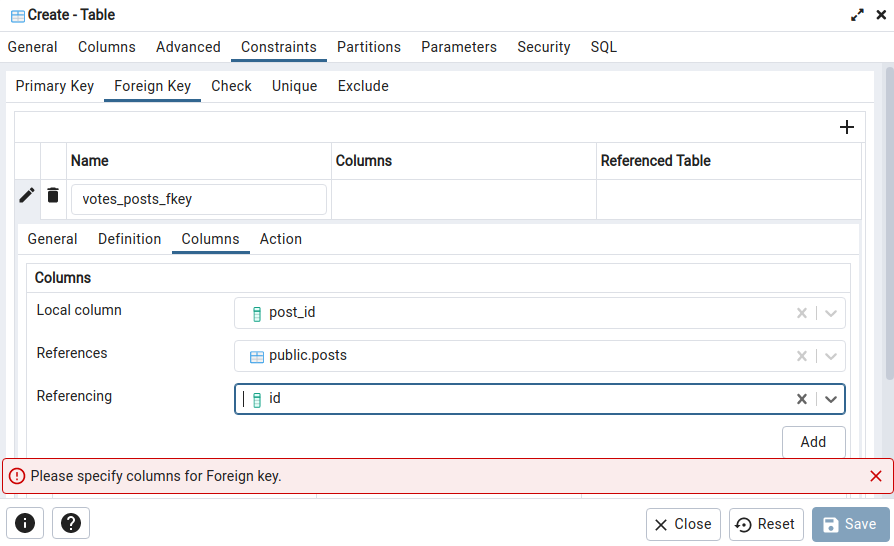 Create - Table
General Columns Advanced Constraints Partitions Parameters Security SQL
Primary Key Foreign Key Check Unique Exclude
Name Columns Referenced Table
votes_posts_fkey
General Definition Columns Action
Columns
Local column post_id
References public.posts
Referencing id
Add
Please specify columns for Foreign key.
Close Reset Save